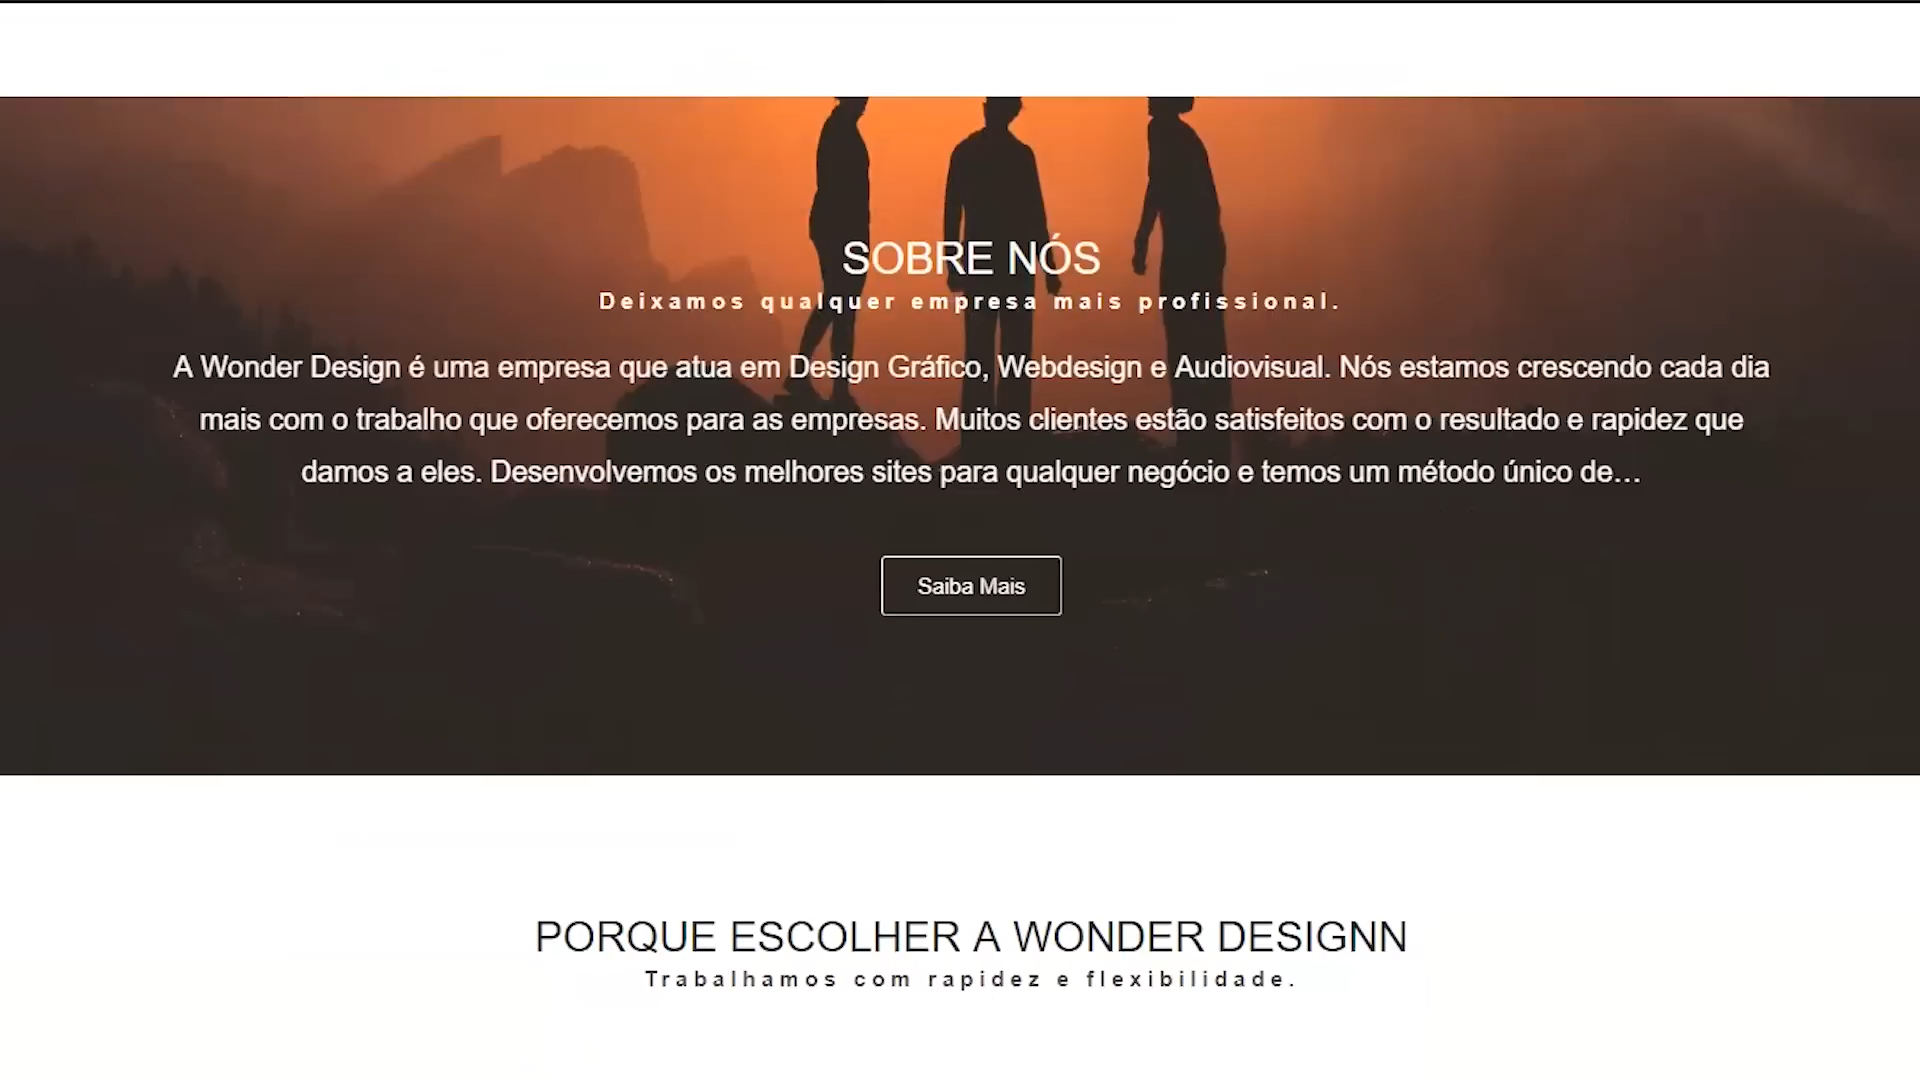 SOBRE NÓS
Deixamos qualquer empresa mais profissional.
A Wonder Design é uma empresa que atua em Design Gráfico, Webdesign e Audiovisual. Nós estamos crescendo cada dia
mais com o trabalho que oferecemos para as empresas. Muitos clientes estão satisfeitos com o resultado e rapidez que
damos a eles. Desenvolvemos os melhores sites para qualquer negócio e temos um método único de...
Saiba Mais
PORQUE ESCOLHER A WONDER DESIGNN
Trabalhamos com rapidez e flexibilidade.